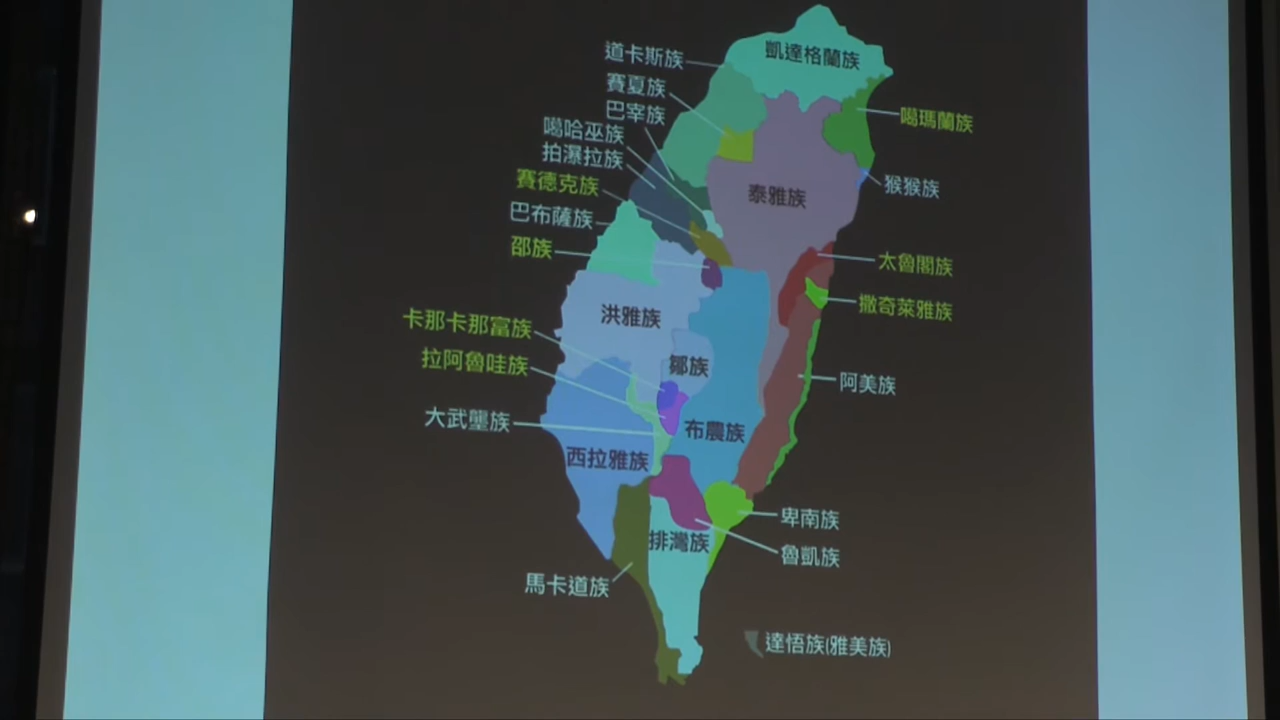 凱達格蘭族
道卡斯族
賽夏族
巴宰族
噶哈巫族
拍瀑拉族
賽德克族
巴布薩族
邵族
噶瑪蘭族
猴猴族
泰雅族
太魯閣族
撒奇萊雅族
洪雅族
卡那卡那富族
拉阿魯哇族
鄒族
阿美族
大武壟族
布農族
西拉雅族
卑南族
排灣族
魯凱族
馬卡道族
達悟族(雅美族)